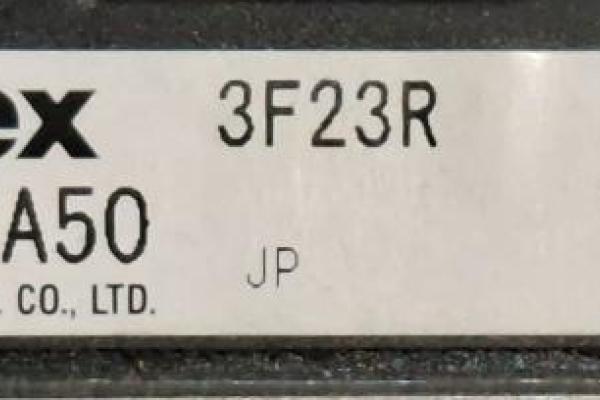 ex 3F23R
A50 JP
. CO., LTD.